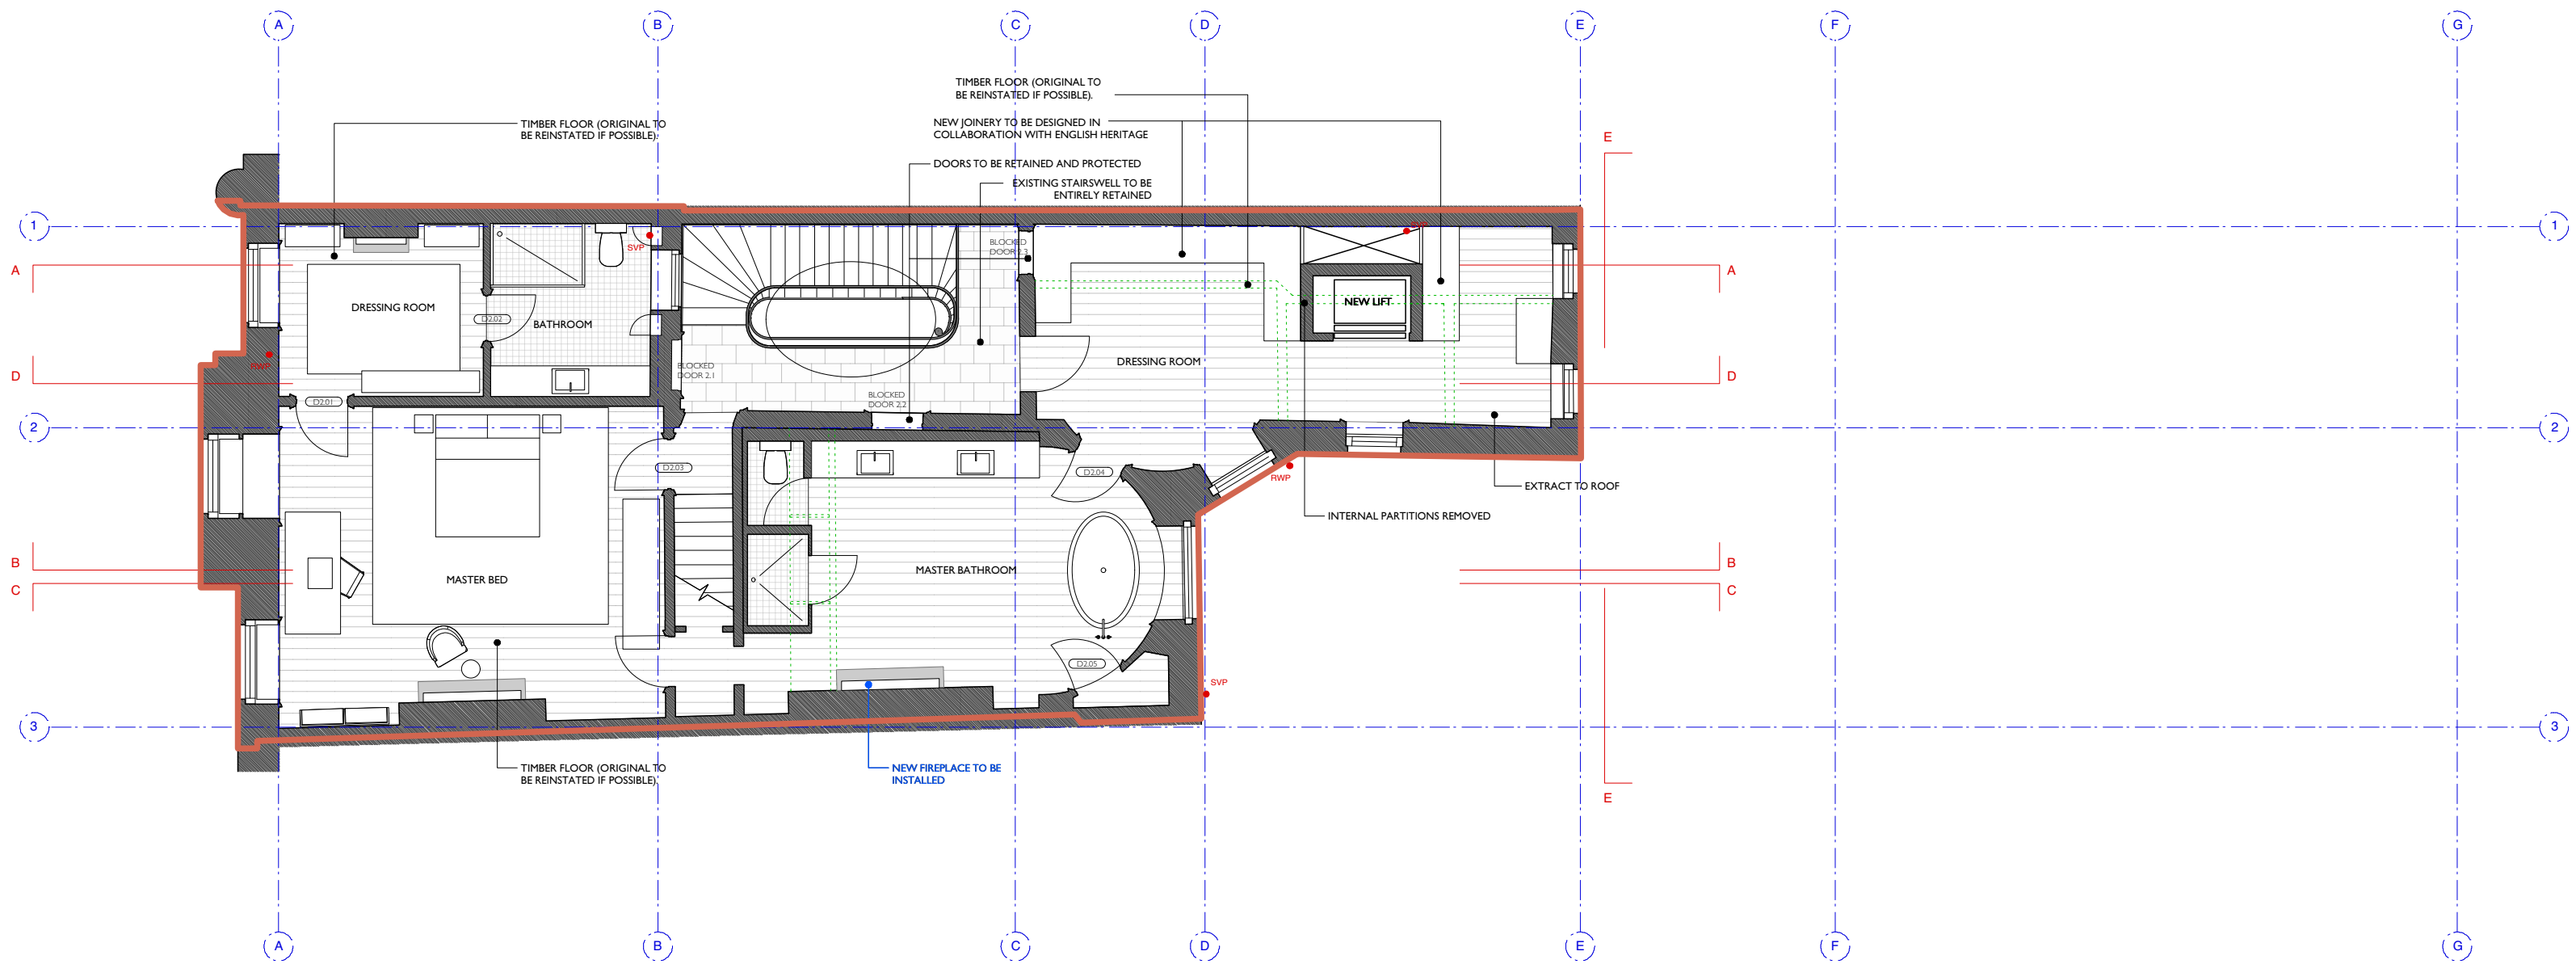 A B C D E F G
TIMBER FLOOR (ORIGINAL TO
BE REINSTATED IF POSSIBLE).
TIMBER FLOOR (ORIGINAL TO
BE REINSTATED IF POSSIBLE).
NEW JOINERY TO BE DESIGNED IN
COLLABORATION WITH ENGLISH HERITAGE
DOORS TO BE RETAINED AND PROTECTED
EXISTING STAIRSWELL TO BE
ENTIRELY RETAINED
E
1
1
SVP
SVP
BLOCKED
DOOR 2.3
A
A
NEW LIFT
DRESSING ROOM
D2.02
BATHROOM
DRESSING ROOM
RWP
BLOCKED
DOOR 2.1
D
D
D2.01
BLOCKED
DOOR 2.2
2
2
D2.03
D2.04
RWP
EXTRACT TO ROOF
INTERNAL PARTITIONS REMOVED
B
B
MASTER BED
MASTER BATHROOM
C
C
D2.05
SVP
3
3
TIMBER FLOOR (ORIGINAL TO
BE REINSTATED IF POSSIBLE).
NEW FIREPLACE TO BE
INSTALLED
E
A B C D E F G